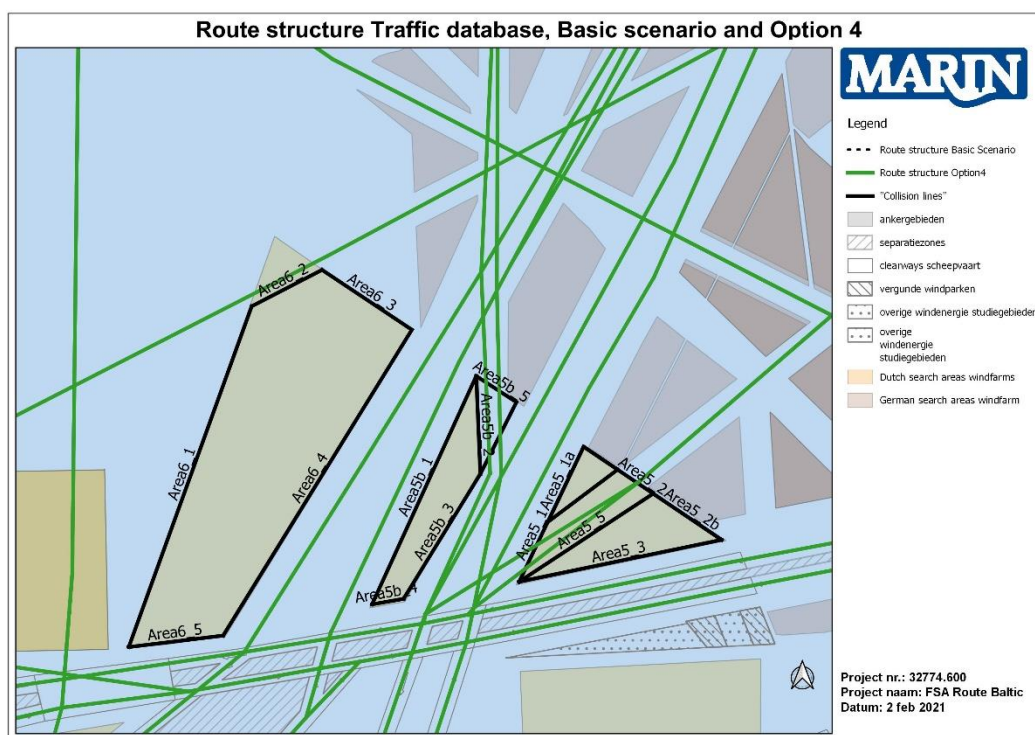 Route structure Traffic database, Basic scenario and Option 4
MARIN
Legend
Route structure Basic Scenario
Route structure Option4
"Collision lines"
ankergebieden
separatiezones
clearways scheepvaart
vergunde windparken
overige windenergie studiegebieden
overige
windenergie
studiegebieden
Dutch search areas windfarms
German search areas windfarm
Area6_2
Area6_3
Area6_1
Area6_4
Area6_5
Area5b_5
Area5b_2
Area5b_1
Area5b_3
Area5b_4
Area5_1a
Area5_2
Area5_2b
Area5_1
Area5_5
Area5_3
Project nr.: 32774.600
Project naam: FSA Route Baltic
Datum: 2 feb 2021